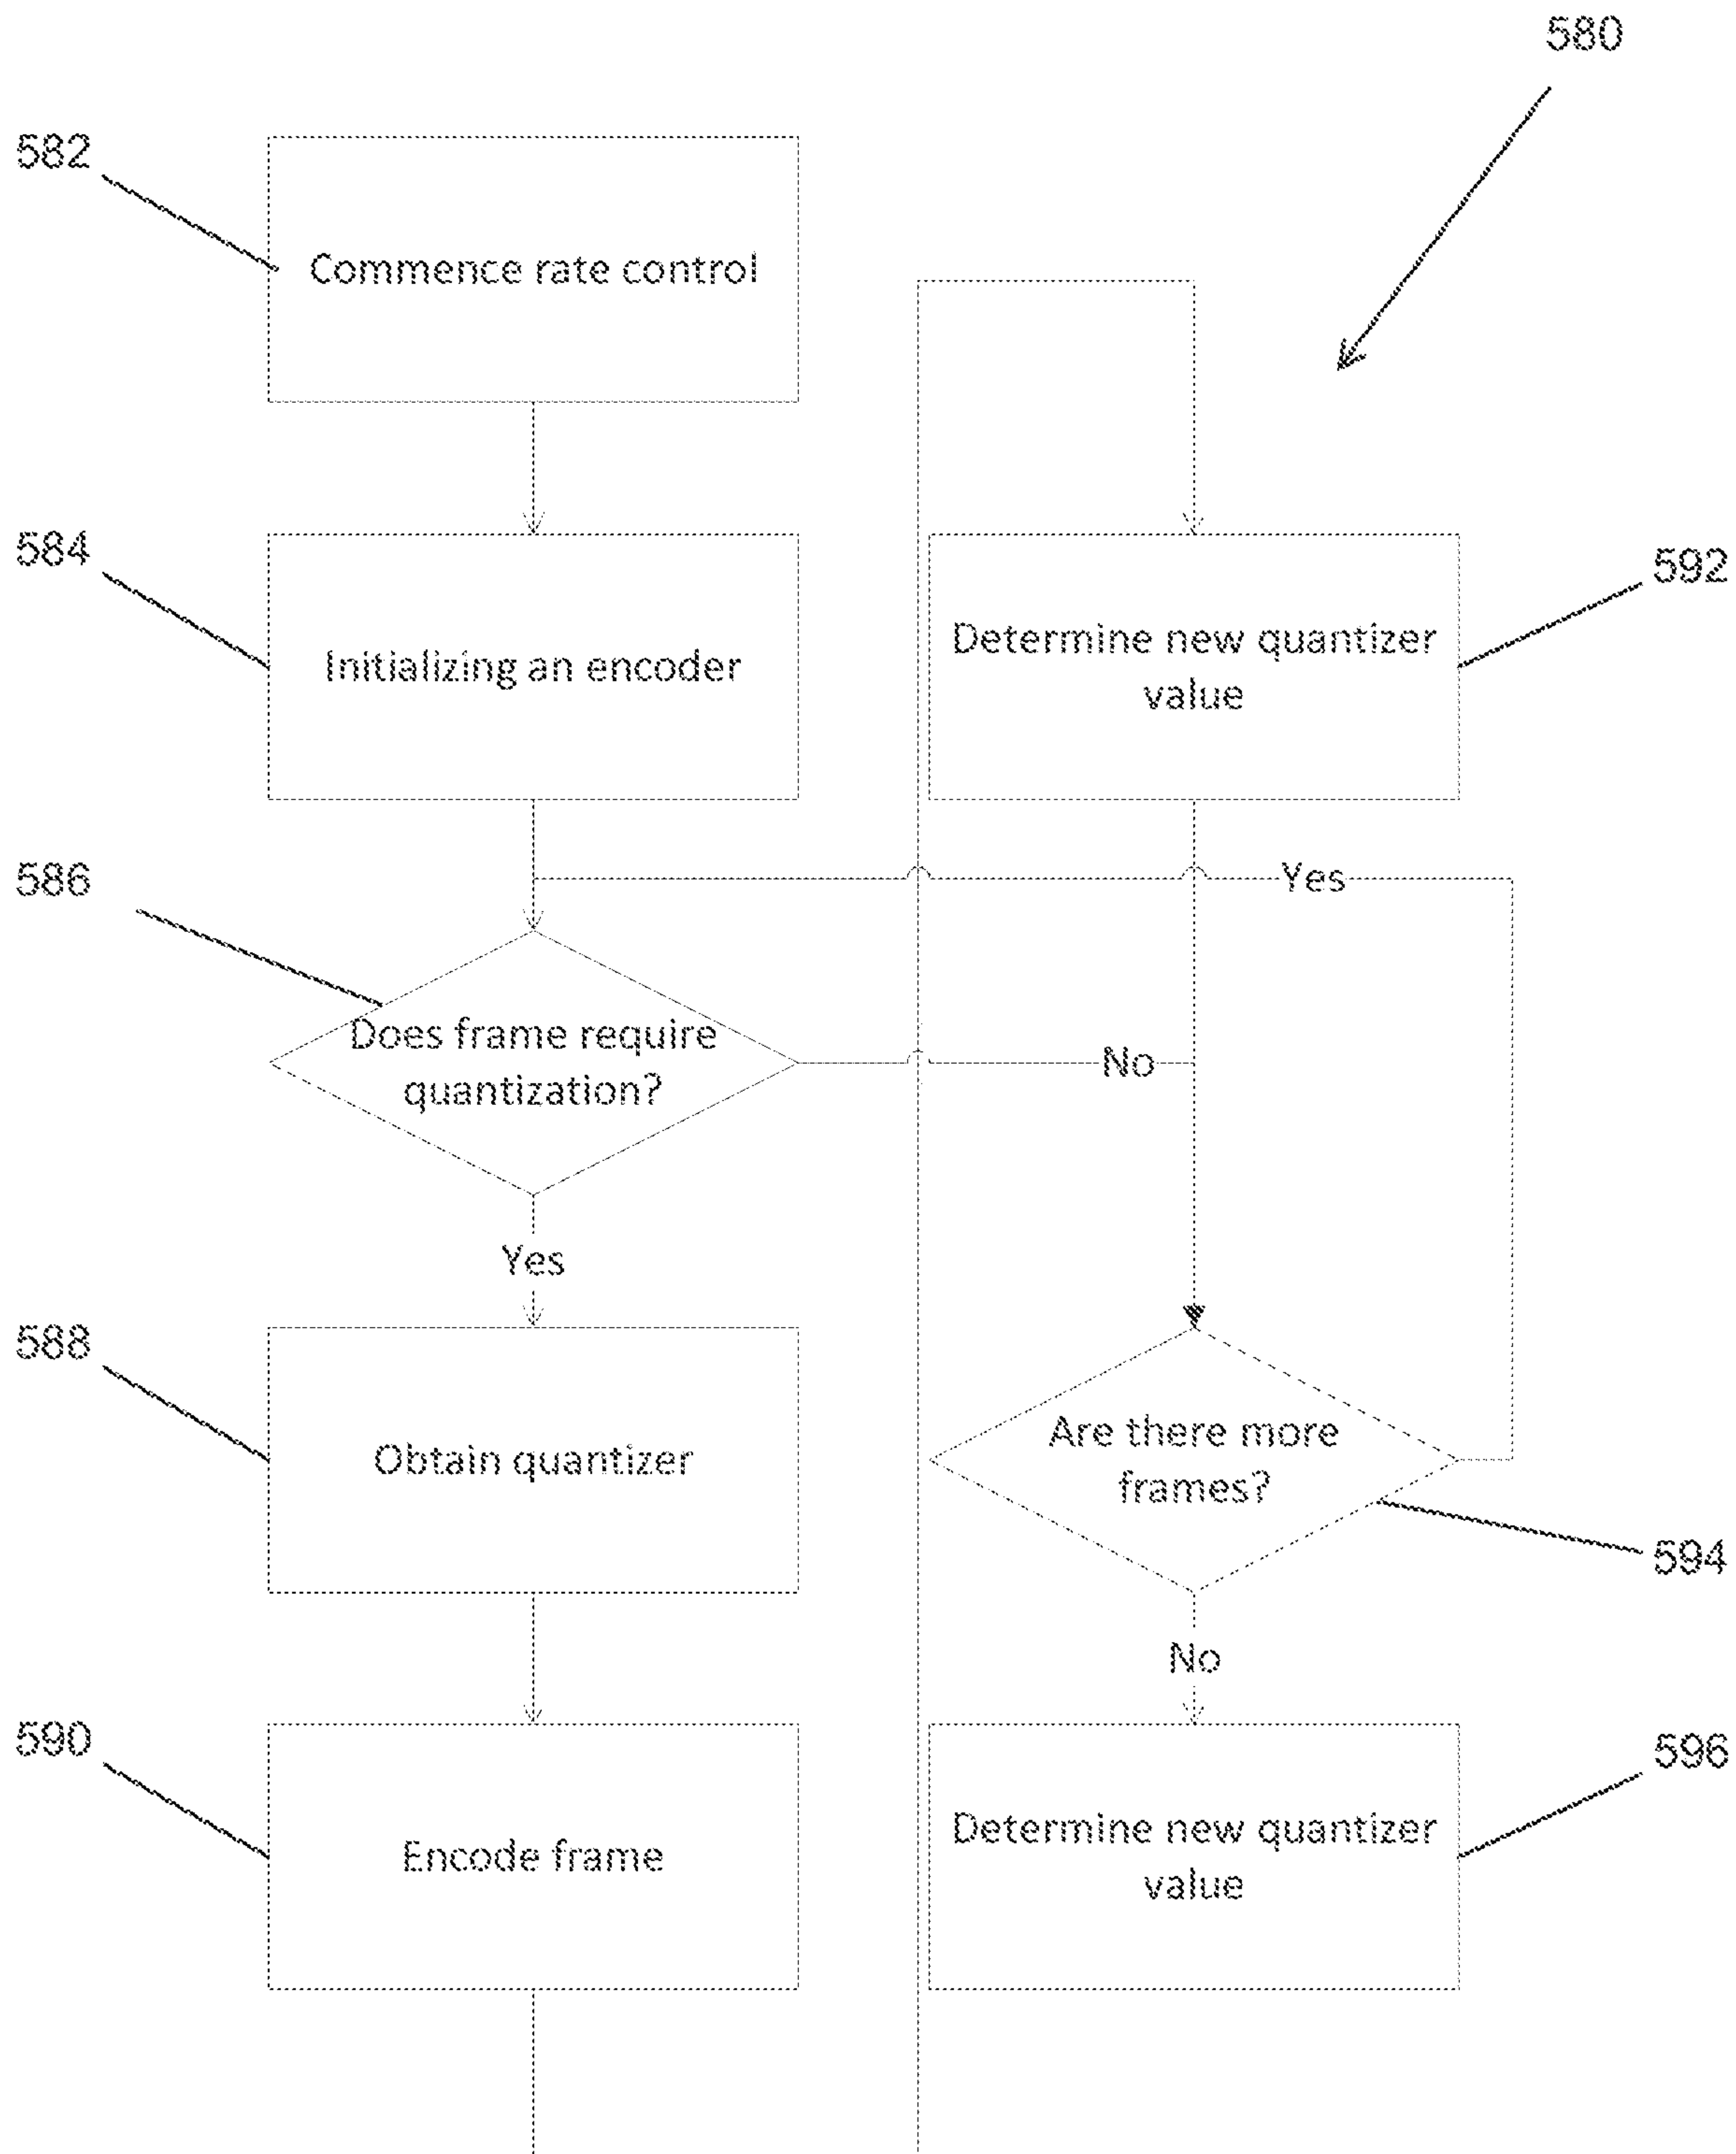 580
582
Commence rate control
584
Initializing an encoder
592
Determine new quantizer
value
586
Yes
Does frame require
quantization?
No
Yes
588
Obtain quantizer
Are there more
frames?
594
No
590
Encode frame
596
Determine new quantizer
value